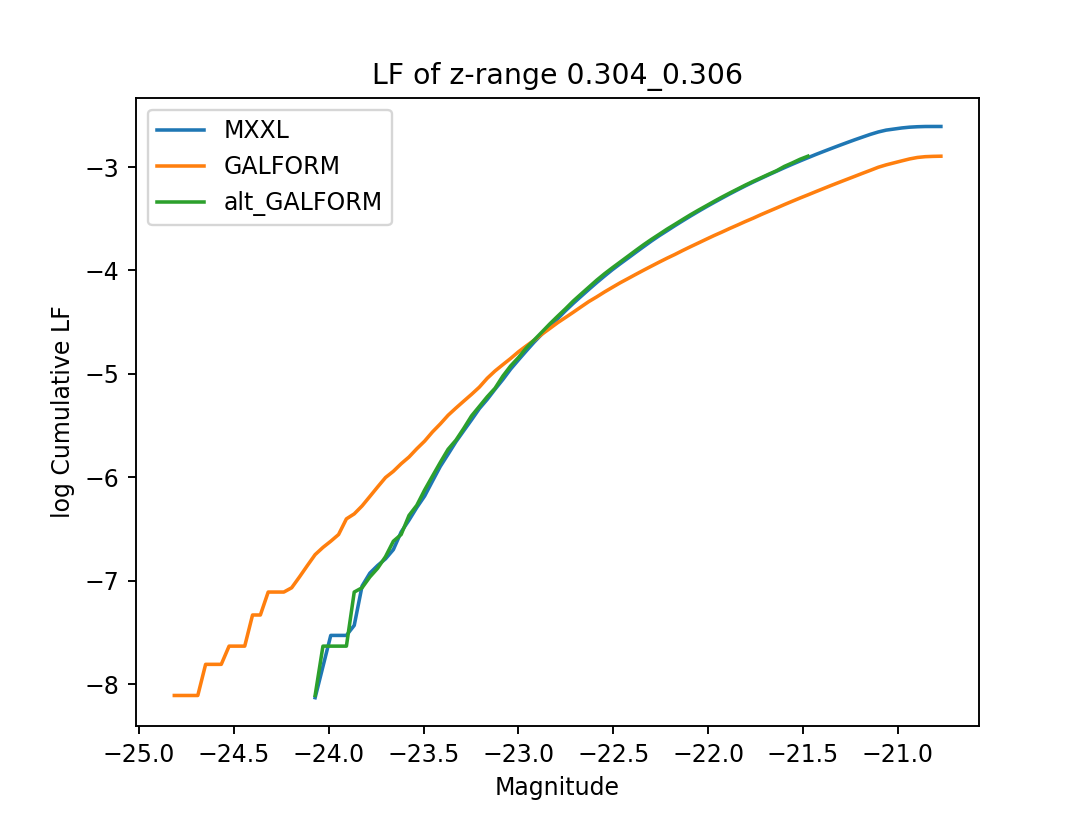 LF of z-range 0.304_0.306
MXXL
GALFORM
alt_GALFORM
log Cumulative LF
−3
−4
−5
−6
−7
−8
−25.0 −24.5 −24.0 −23.5 −23.0 −22.5 −22.0 −21.5 −21.0
Magnitude